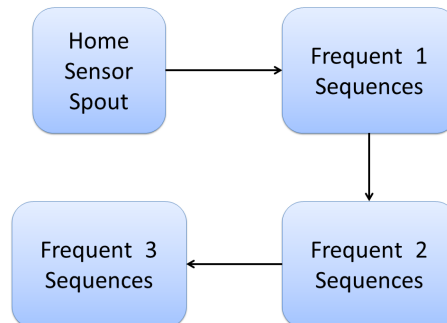 Home
Sensor
Spout
Frequent 1
Sequences
Frequent 2
Sequences
Frequent 3
Sequences